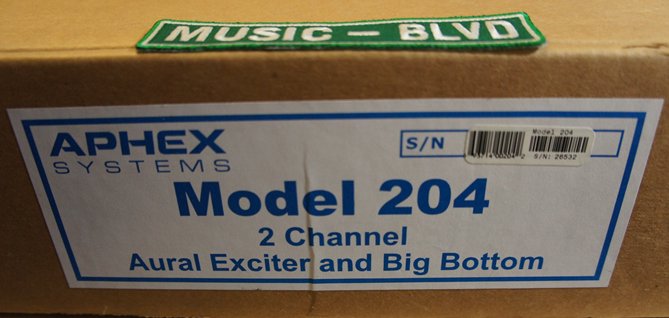 MUSIC - BLVD
APHEX
SYSTEMS
S/N
Model 204
S/N: 26532
Model 204
2 Channel
Aural Exciter and Big Bottom